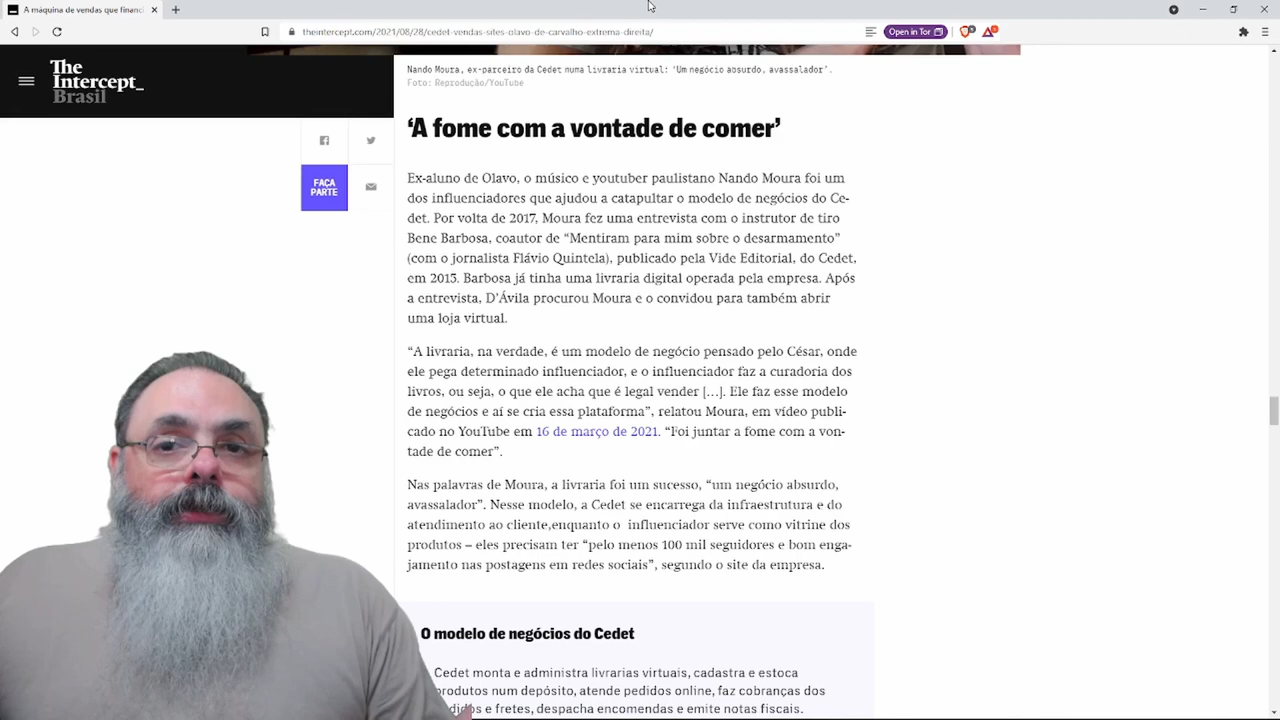 A máquina de vendas que financi
theintercept.com/2021/08/28/cedet-vendas-sites-olavo-de-carvalho-extrema-direita/
Open in Tor
The
Intercept_
Brasil
FAÇA
PARTE
Nando Moura, ex-parceiro da Cedet numa livraria virtual: 'Um negócio absurdo, avassalador'.
Foto: Reprodução/YouTube
‘A fome com a vontade de comer’
Ex-aluno de Olavo, o músico e youtuber paulistano Nando Moura foi um
dos influenciadores que ajudou a catapultar o modelo de negócios do Ce-
det. Por volta de 2017, Moura fez uma entrevista com o instrutor de tiro
Bene Barbosa, coautor de “Mentiram para mim sobre o desarmamento”
(com o jornalista Flávio Quintela), publicado pela Vide Editorial, do Cedet,
em 2015. Barbosa já tinha uma livraria digital operada pela empresa. Após
a entrevista, D’Ávila procurou Moura e o convidou para também abrir
uma loja virtual.
“A livraria, na verdade, é um modelo de negócio pensado pelo César, onde
ele pega determinado influenciador, e o influenciador faz a curadoria dos
livros, ou seja, o que ele acha que é legal vender […]. Ele faz esse modelo
de negócios e aí se cria essa plataforma”, relatou Moura, em vídeo publi-
cado no YouTube em 16 de março de 2021. “Foi juntar a fome com a von-
tade de comer”.
Nas palavras de Moura, a livraria foi um sucesso, “um negócio absurdo,
avassalador”. Nesse modelo, a Cedet se encarrega da infraestrutura e do
atendimento ao cliente,enquanto o influenciador serve como vitrine dos
produtos – eles precisam ter “pelo menos 100 mil seguidores e bom enga-
jamento nas postagens em redes sociais”, segundo o site da empresa.
O modelo de negócios do Cedet
Cedet monta e administra livrarias virtuais, cadastra e estoca
produtos num depósito, atende pedidos online, faz cobranças dos
didos e fretes, despacha encomendas e emite notas fiscais.